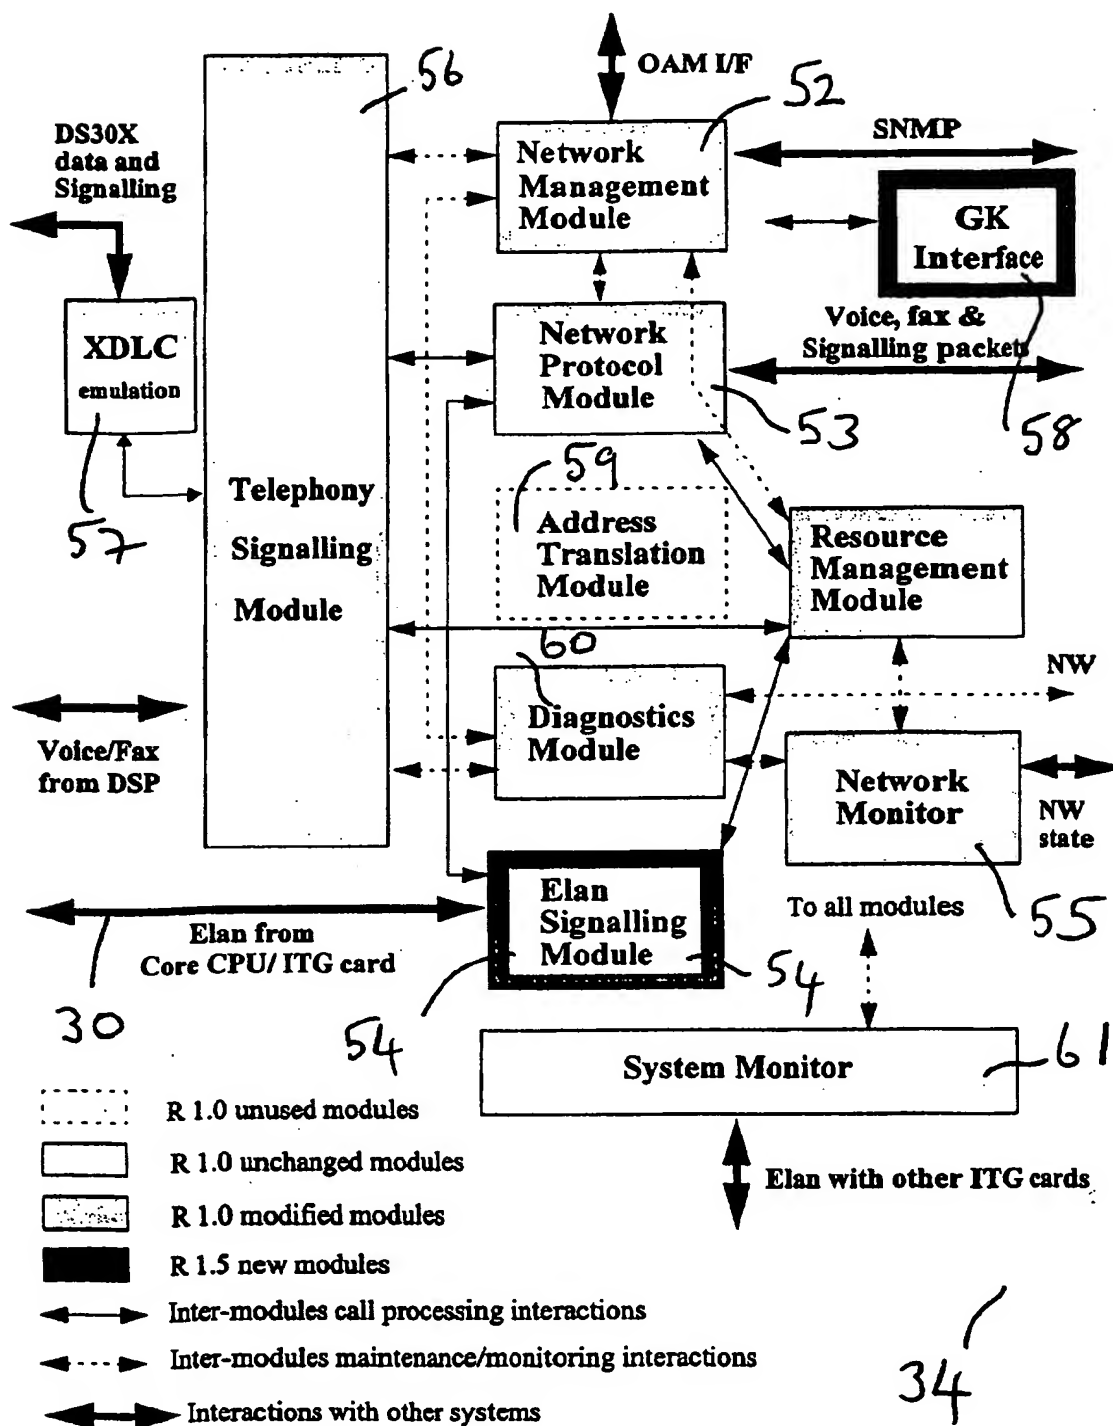 OAM I/F
56
52
DS30X
data and
Signalling
SNMP
Network
Management
Module
GK
Interface
XDLC
emulation
Network
Protocol
Module
Voice, fax &
Signalling packets
53
58
57
59
Telephony
Signalling
Module
Address
Translation
Module
Resource
Management
Module
60
NW
Diagnostics
Module
Voice/Fax
from DSP
Network
Monitor
NW
state
Elan
Signalling
Module
To all modules
55
Elan from
Core CPU/ ITG card
54
54
30
System Monitor
61
R 1.0 unused modules
R 1.0 unchanged modules
Elan with other ITG cards
R 1.0 modified modules
R 1.5 new modules
Inter-modules call processing interactions
Inter-modules maintenance/monitoring interactions
34
Interactions with other systems